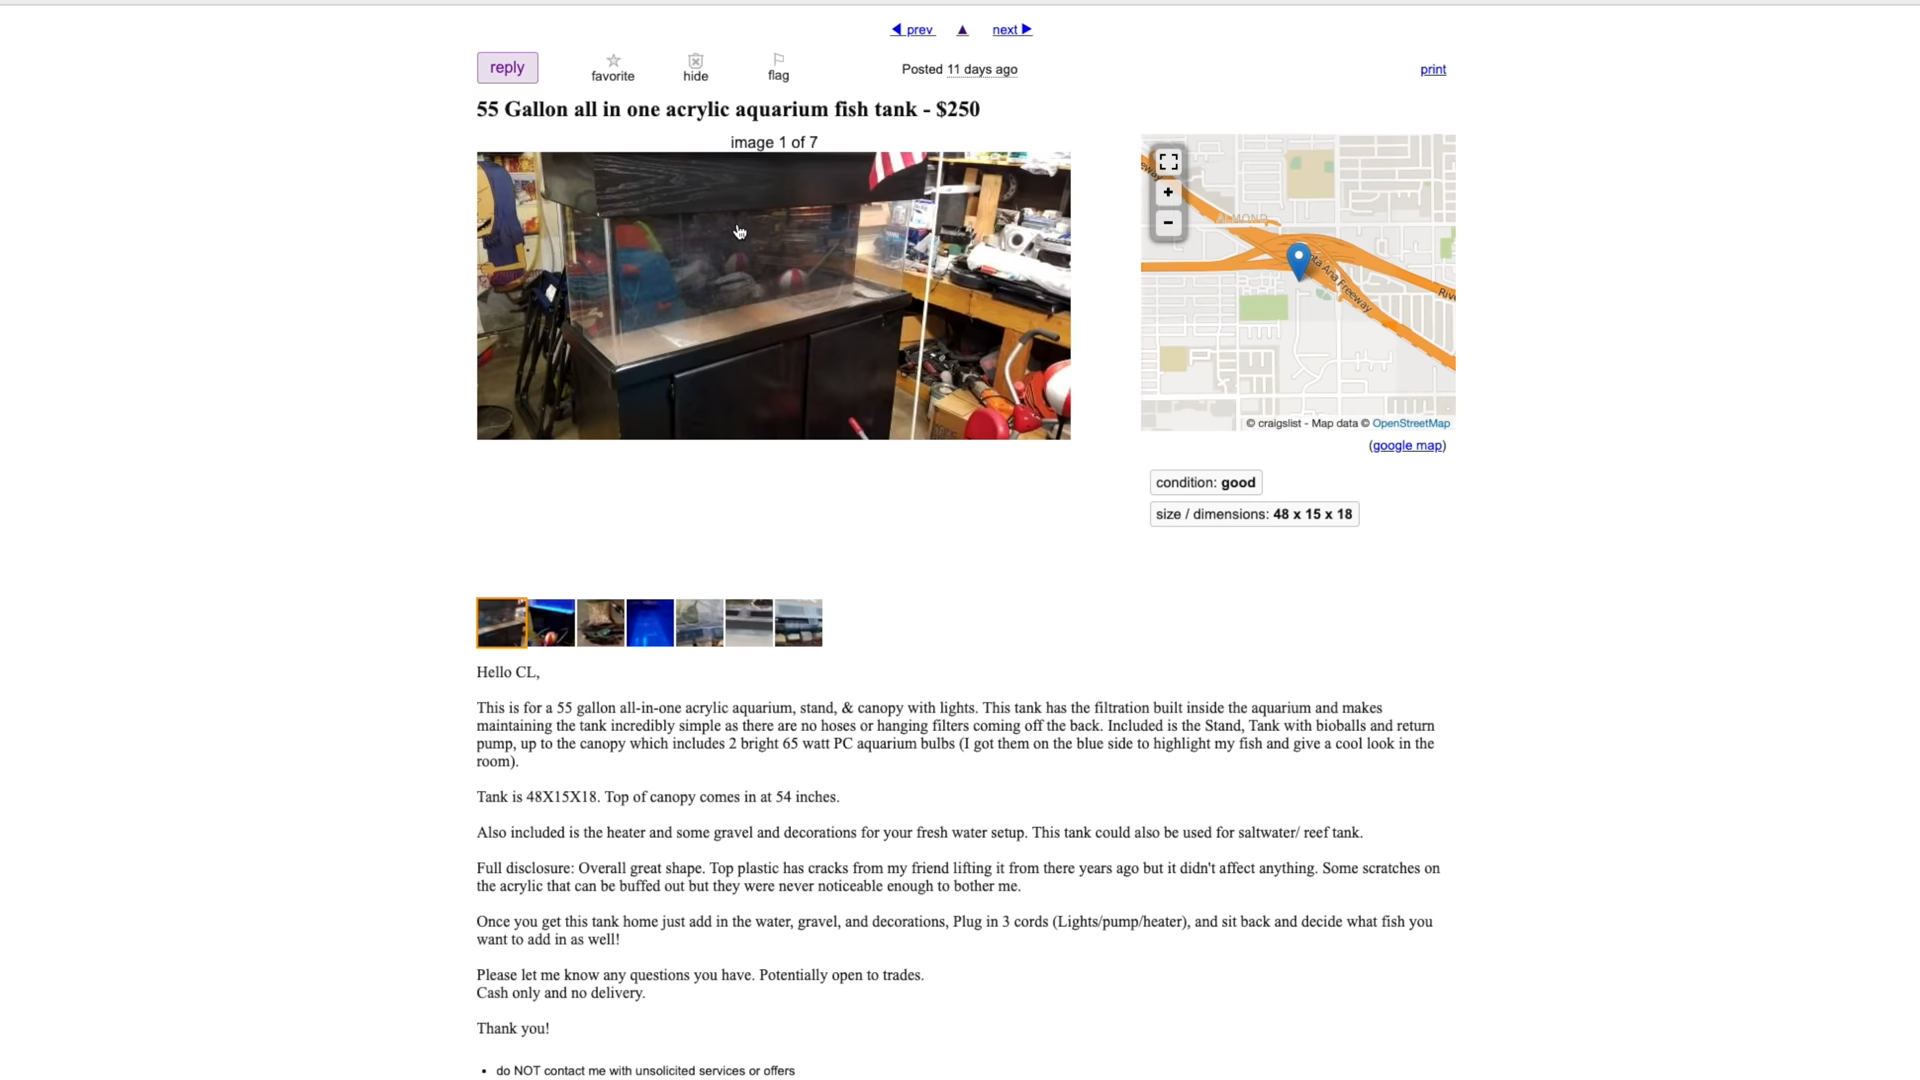 prev
next
reply
favorite
hide
flag
Posted 11 days ago
print
55 Gallon all in one acrylic aquarium fish tank - $250
image 1 of 7
+
-
ALMOND
Santa Ana Freeway
© craigslist - Map data © OpenStreetMap
(google map)
condition: good
size / dimensions: 48 x 15 x 18
Hello CL,
This is for a 55 gallon all-in-one acrylic aquarium, stand, & canopy with lights. This tank has the filtration built inside the aquarium and makes
maintaining the tank incredibly simple as there are no hoses or hanging filters coming off the back. Included is the Stand, Tank with bioballs and return
pump, up to the canopy which includes 2 bright 65 watt PC aquarium bulbs (I got them on the blue side to highlight my fish and give a cool look in the
room).
Tank is 48X15X18. Top of canopy comes in at 54 inches.
Also included is the heater and some gravel and decorations for your fresh water setup. This tank could also be used for saltwater/ reef tank.
Full disclosure: Overall great shape. Top plastic has cracks from my friend lifting it from there years ago but it didn't affect anything. Some scratches on
the acrylic that can be buffed out but they were never noticeable enough to bother me.
Once you get this tank home just add in the water, gravel, and decorations, Plug in 3 cords (Lights/pump/heater), and sit back and decide what fish you
want to add in as well!
Please let me know any questions you have. Potentially open to trades.
Cash only and no delivery.
Thank you!
• do NOT contact me with unsolicited services or offers